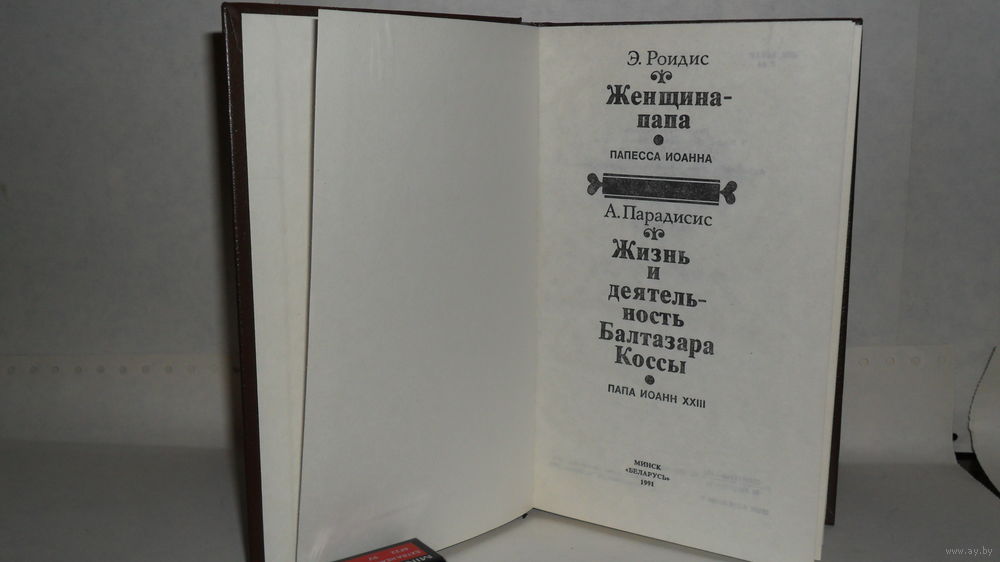 Э. Роидис
Женщина-
папа
ПАПЕССА ИОАННА
А. Парадисис
Жизнь
и
деятель-
ность
Балтазара
Коссы
ПАПА ИОАНН XXIII
МИНСК
«БЕЛАРУСЬ»
1991
www.ay.by